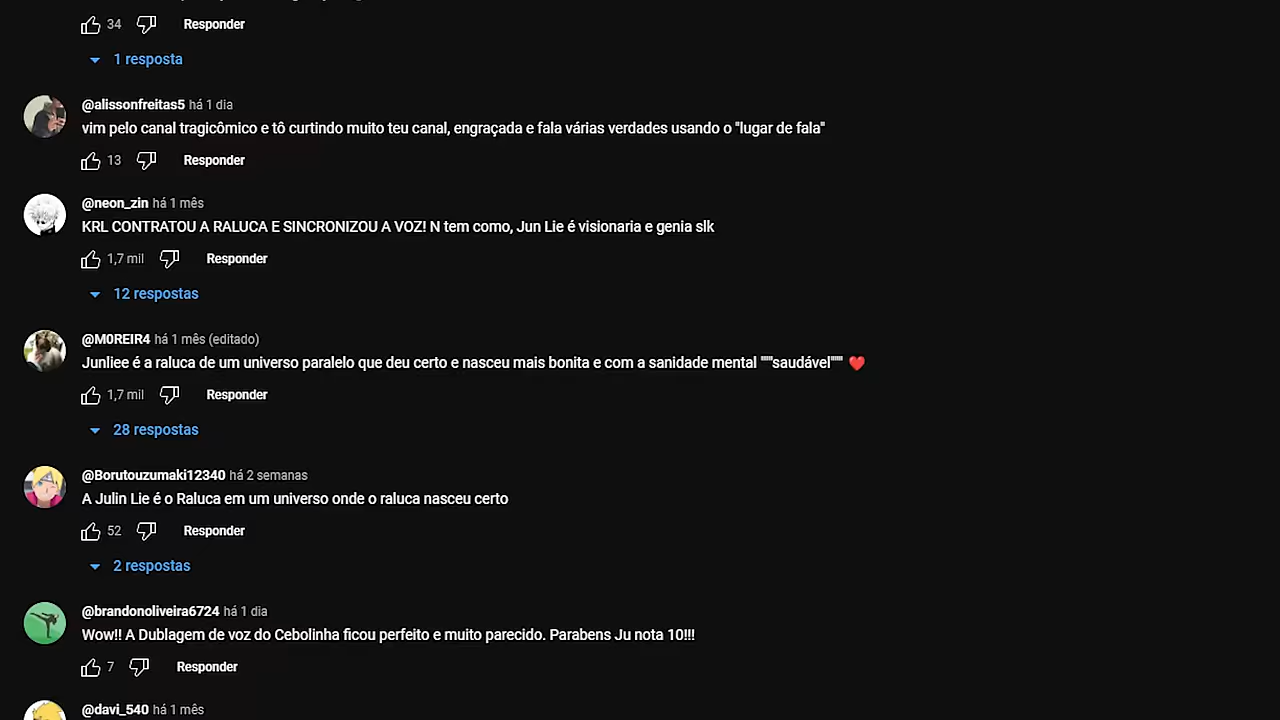 34 Responder
1 resposta
@alissonfreitas5 há 1 dia
vim pelo canal tragicômico e tô curtindo muito teu canal, engraçada e fala várias verdades usando o "lugar de fala"
13 Responder
@neon_zin há 1 mês
KRL CONTRATOU A RALUCA E SINCRONIZOU A VOZ! N tem como, Jun Lie é visionaria e genia slk
1,7 mil Responder
12 respostas
@M0REIR4 há 1 mês (editado)
Junliee é a raluca de um universo paralelo que deu certo e nasceu mais bonita e com a sanidade mental """saudável""" ❤️
1,7 mil Responder
28 respostas
@Borutouzumaki12340 há 2 semanas
A Julin Lie é o Raluca em um universo onde o raluca nasceu certo
52 Responder
2 respostas
@brandonoliveira6724 há 1 dia
Wow!! A Dublagem de voz do Cebolinha ficou perfeito e muito parecido. Parabens Ju nota 10!!!
7 Responder
@davi_540 há 1 mês